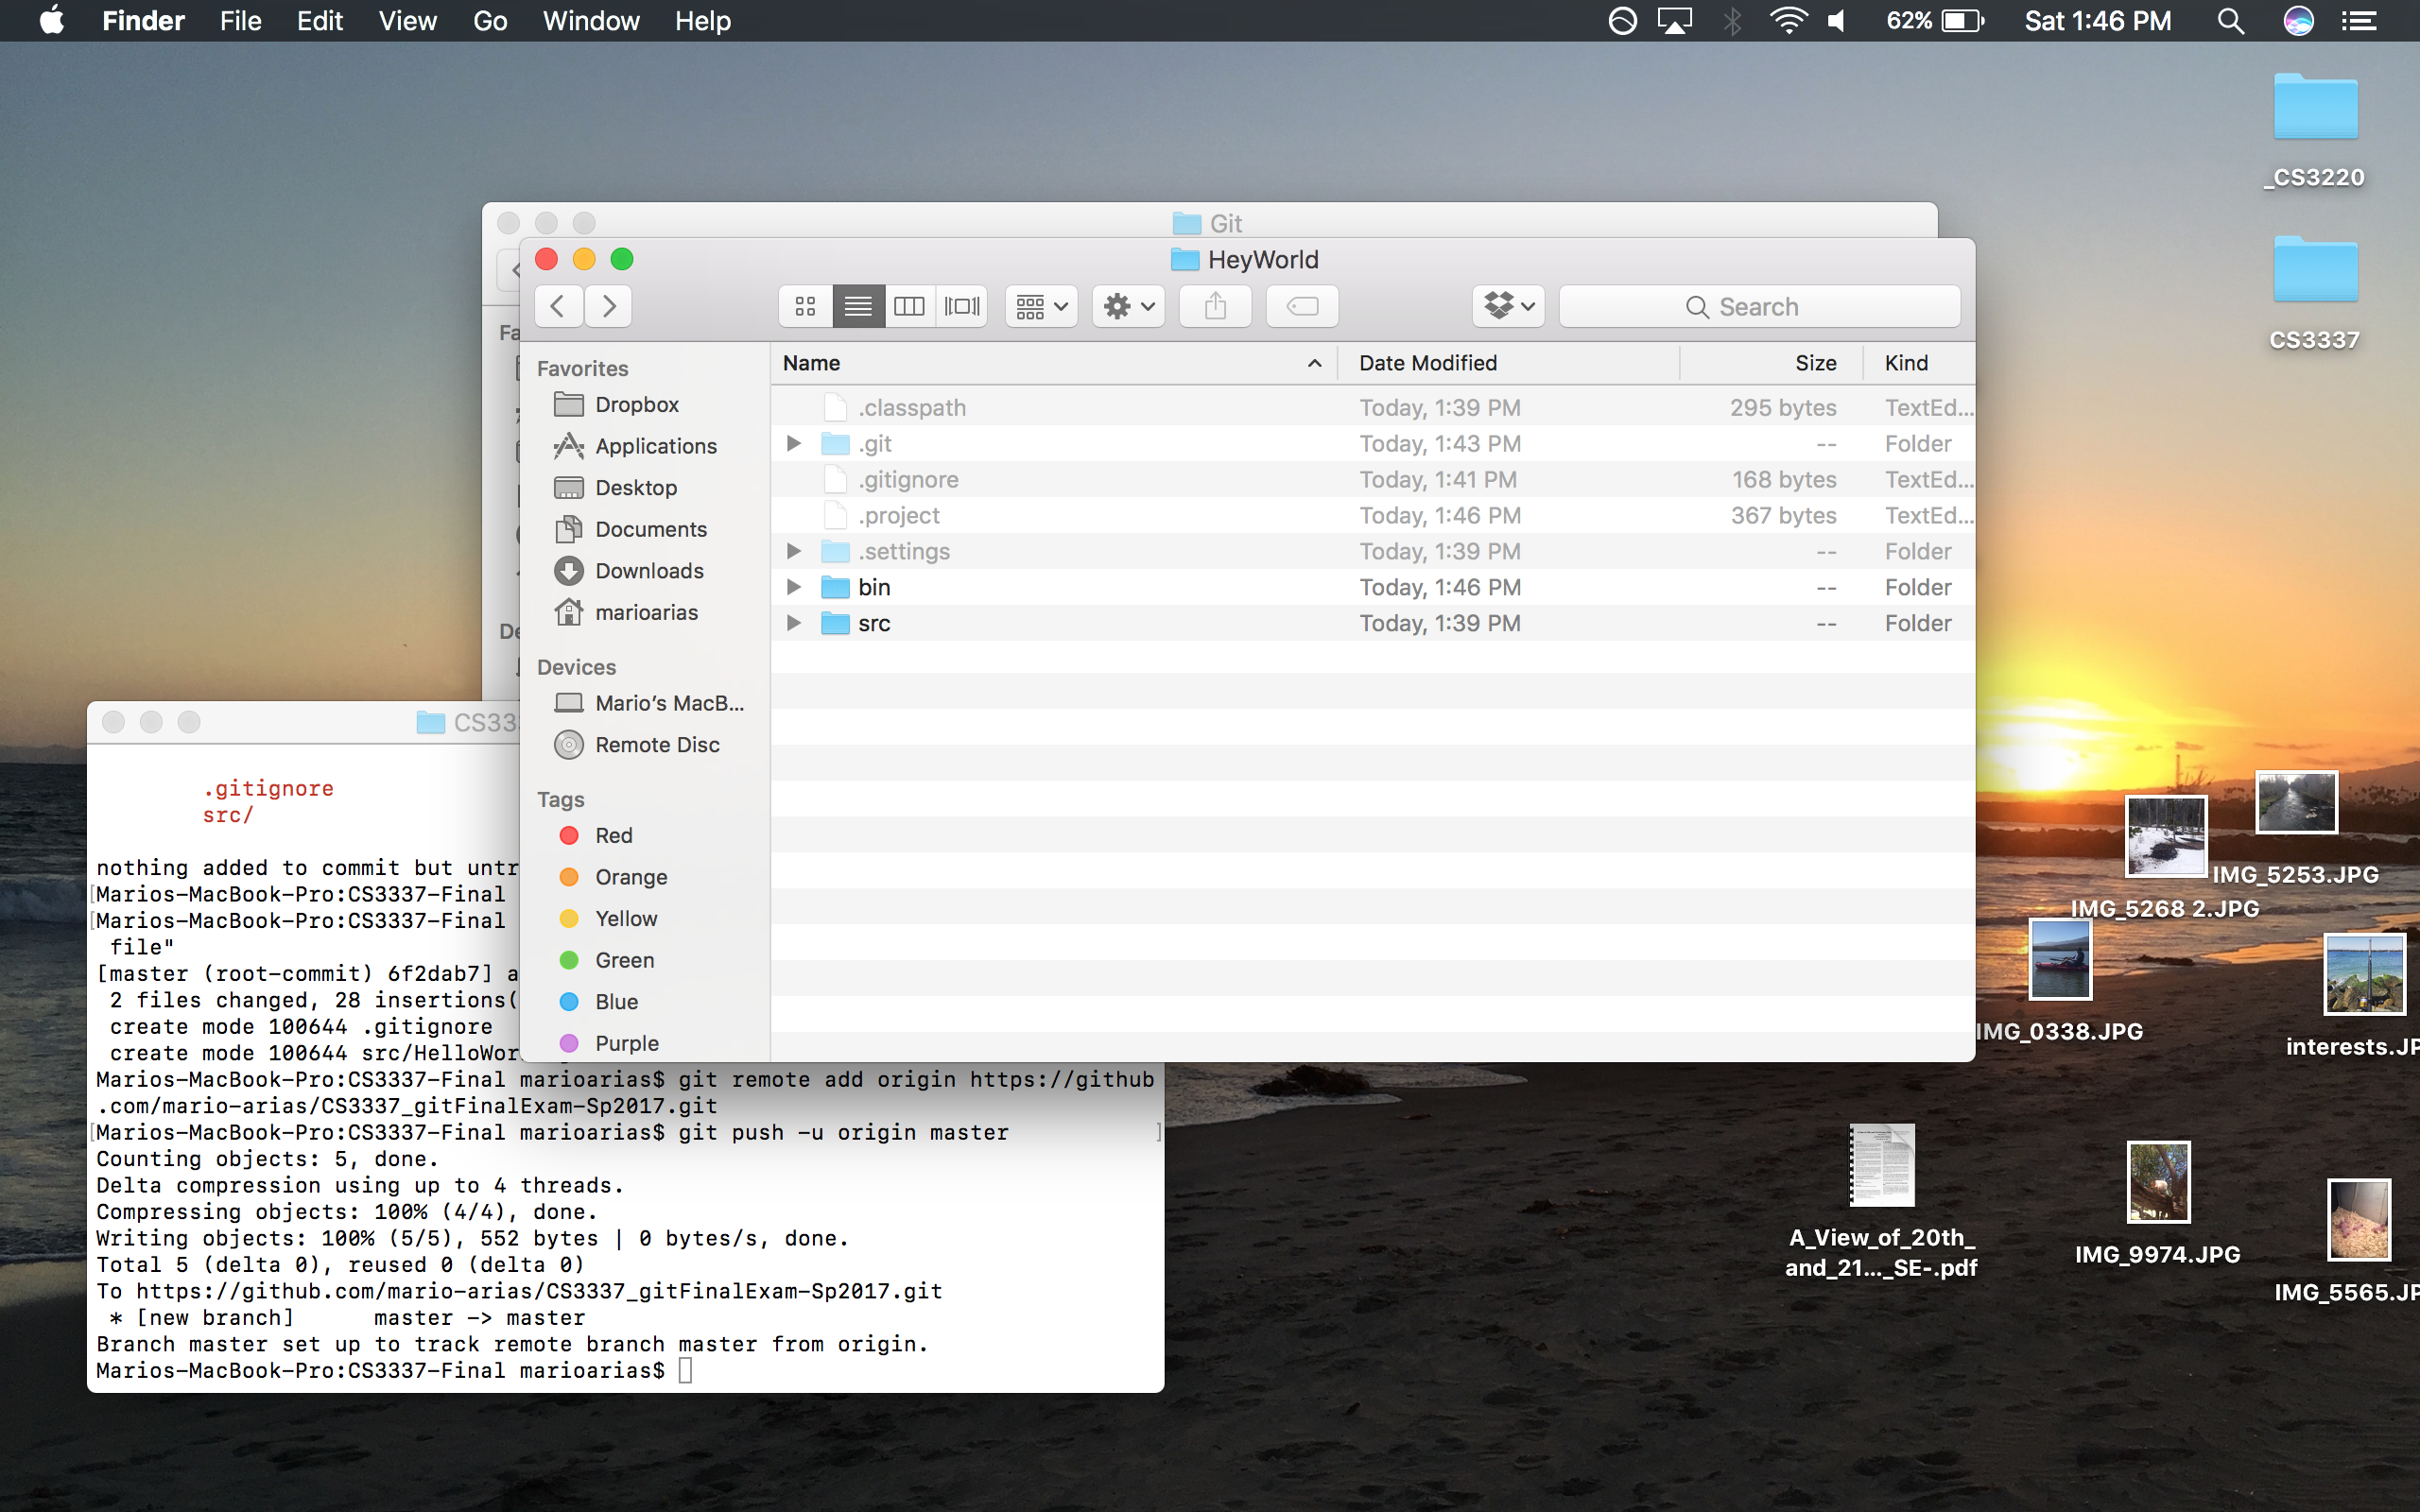 Finder File Edit View Go Window Help 62% Sat 1:46 PM
_CS3220
CS3337
Git
HeyWorld
Search
Favorites
Dropbox
Applications
Desktop
Documents
Downloads
marioarias
Devices
Mario's MacB...
Remote Disc
Tags
Red
Orange
Yellow
Green
Blue
Purple
Name Date Modified Size Kind
.classpath Today, 1:39 PM 295 bytes TextEd...
.git Today, 1:43 PM -- Folder
.gitignore Today, 1:41 PM 168 bytes TextEd...
.project Today, 1:46 PM 367 bytes TextEd...
.settings Today, 1:39 PM -- Folder
bin Today, 1:46 PM -- Folder
src Today, 1:39 PM -- Folder
Fa
De
CS333
.gitignore
src/
nothing added to commit but untr
[Marios-MacBook-Pro:CS3337-Final
[Marios-MacBook-Pro:CS3337-Final
file"
[master (root-commit) 6f2dab7] a
2 files changed, 28 insertions(
create mode 100644 .gitignore
create mode 100644 src/HelloWor
Marios-MacBook-Pro:CS3337-Final marioarias$ git remote add origin https://github
.com/mario-arias/CS3337_gitFinalExam-Sp2017.git
[Marios-MacBook-Pro:CS3337-Final marioarias$ git push -u origin master ]
Counting objects: 5, done.
Delta compression using up to 4 threads.
Compressing objects: 100% (4/4), done.
Writing objects: 100% (5/5), 552 bytes | 0 bytes/s, done.
Total 5 (delta 0), reused 0 (delta 0)
To https://github.com/mario-arias/CS3337_gitFinalExam-Sp2017.git
* [new branch] master -> master
Branch master set up to track remote branch master from origin.
Marios-MacBook-Pro:CS3337-Final marioarias$
IMG_5253.JPG
IMG_5268 2.JPG
IMG_0338.JPG
interests.JP
A_View_of_20th_
and_21..._SE-.pdf
IMG_9974.JPG
IMG_5565.JP